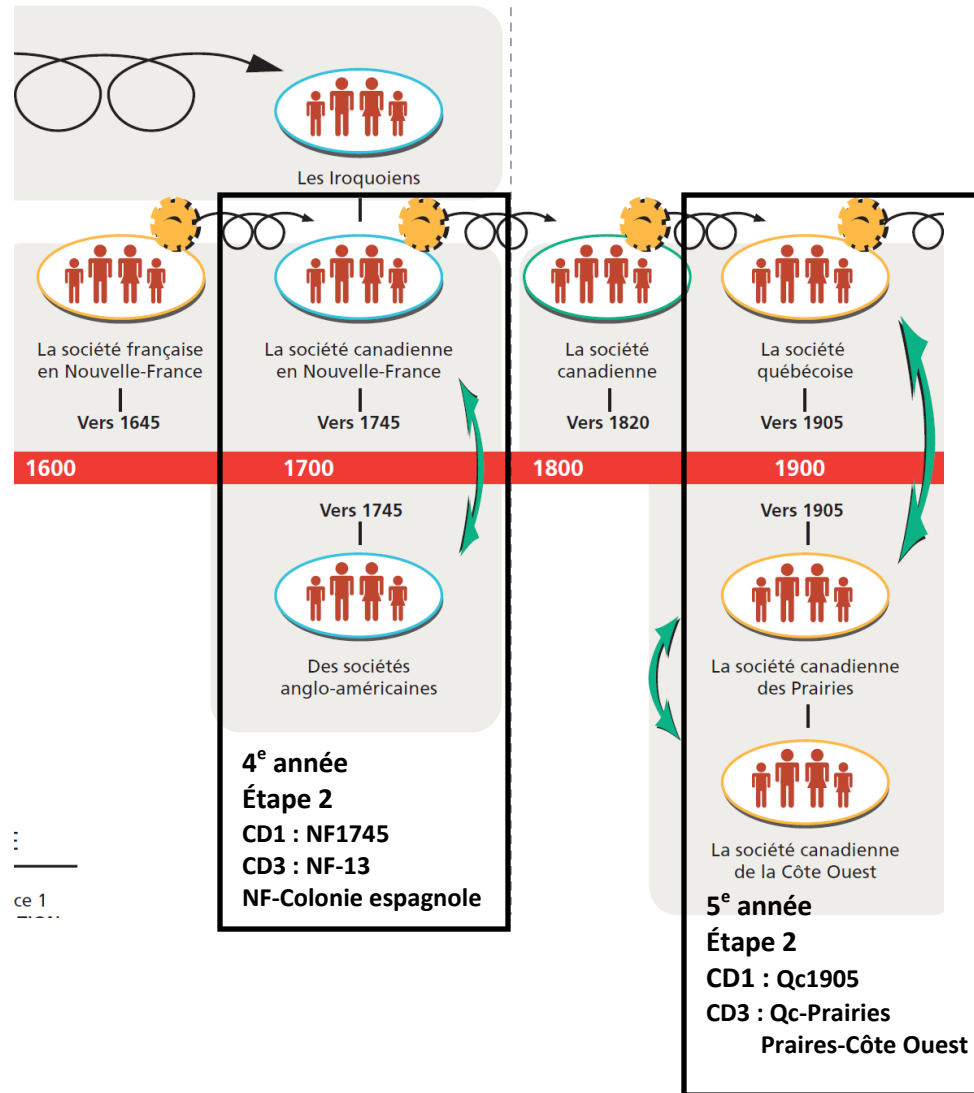 Les Iroquoiens
La société française
en Nouvelle-France
Vers 1645
La société canadienne
en Nouvelle-France
Vers 1745
La société
canadienne
Vers 1820
La société
québécoise
Vers 1905
1600
1700
1800
1900
Vers 1745
Des sociétés
anglo-américaines
Vers 1905
La société canadienne
des Prairies
La société canadienne
de la Côte Ouest
4e année
Étape 2
CD1 : NF1745
CD3 : NF-13
NF-Colonie espagnole
5e année
Étape 2
CD1 : Qc1905
CD3 : Qc-Prairies
Praires-Côte Ouest
E
ce 1